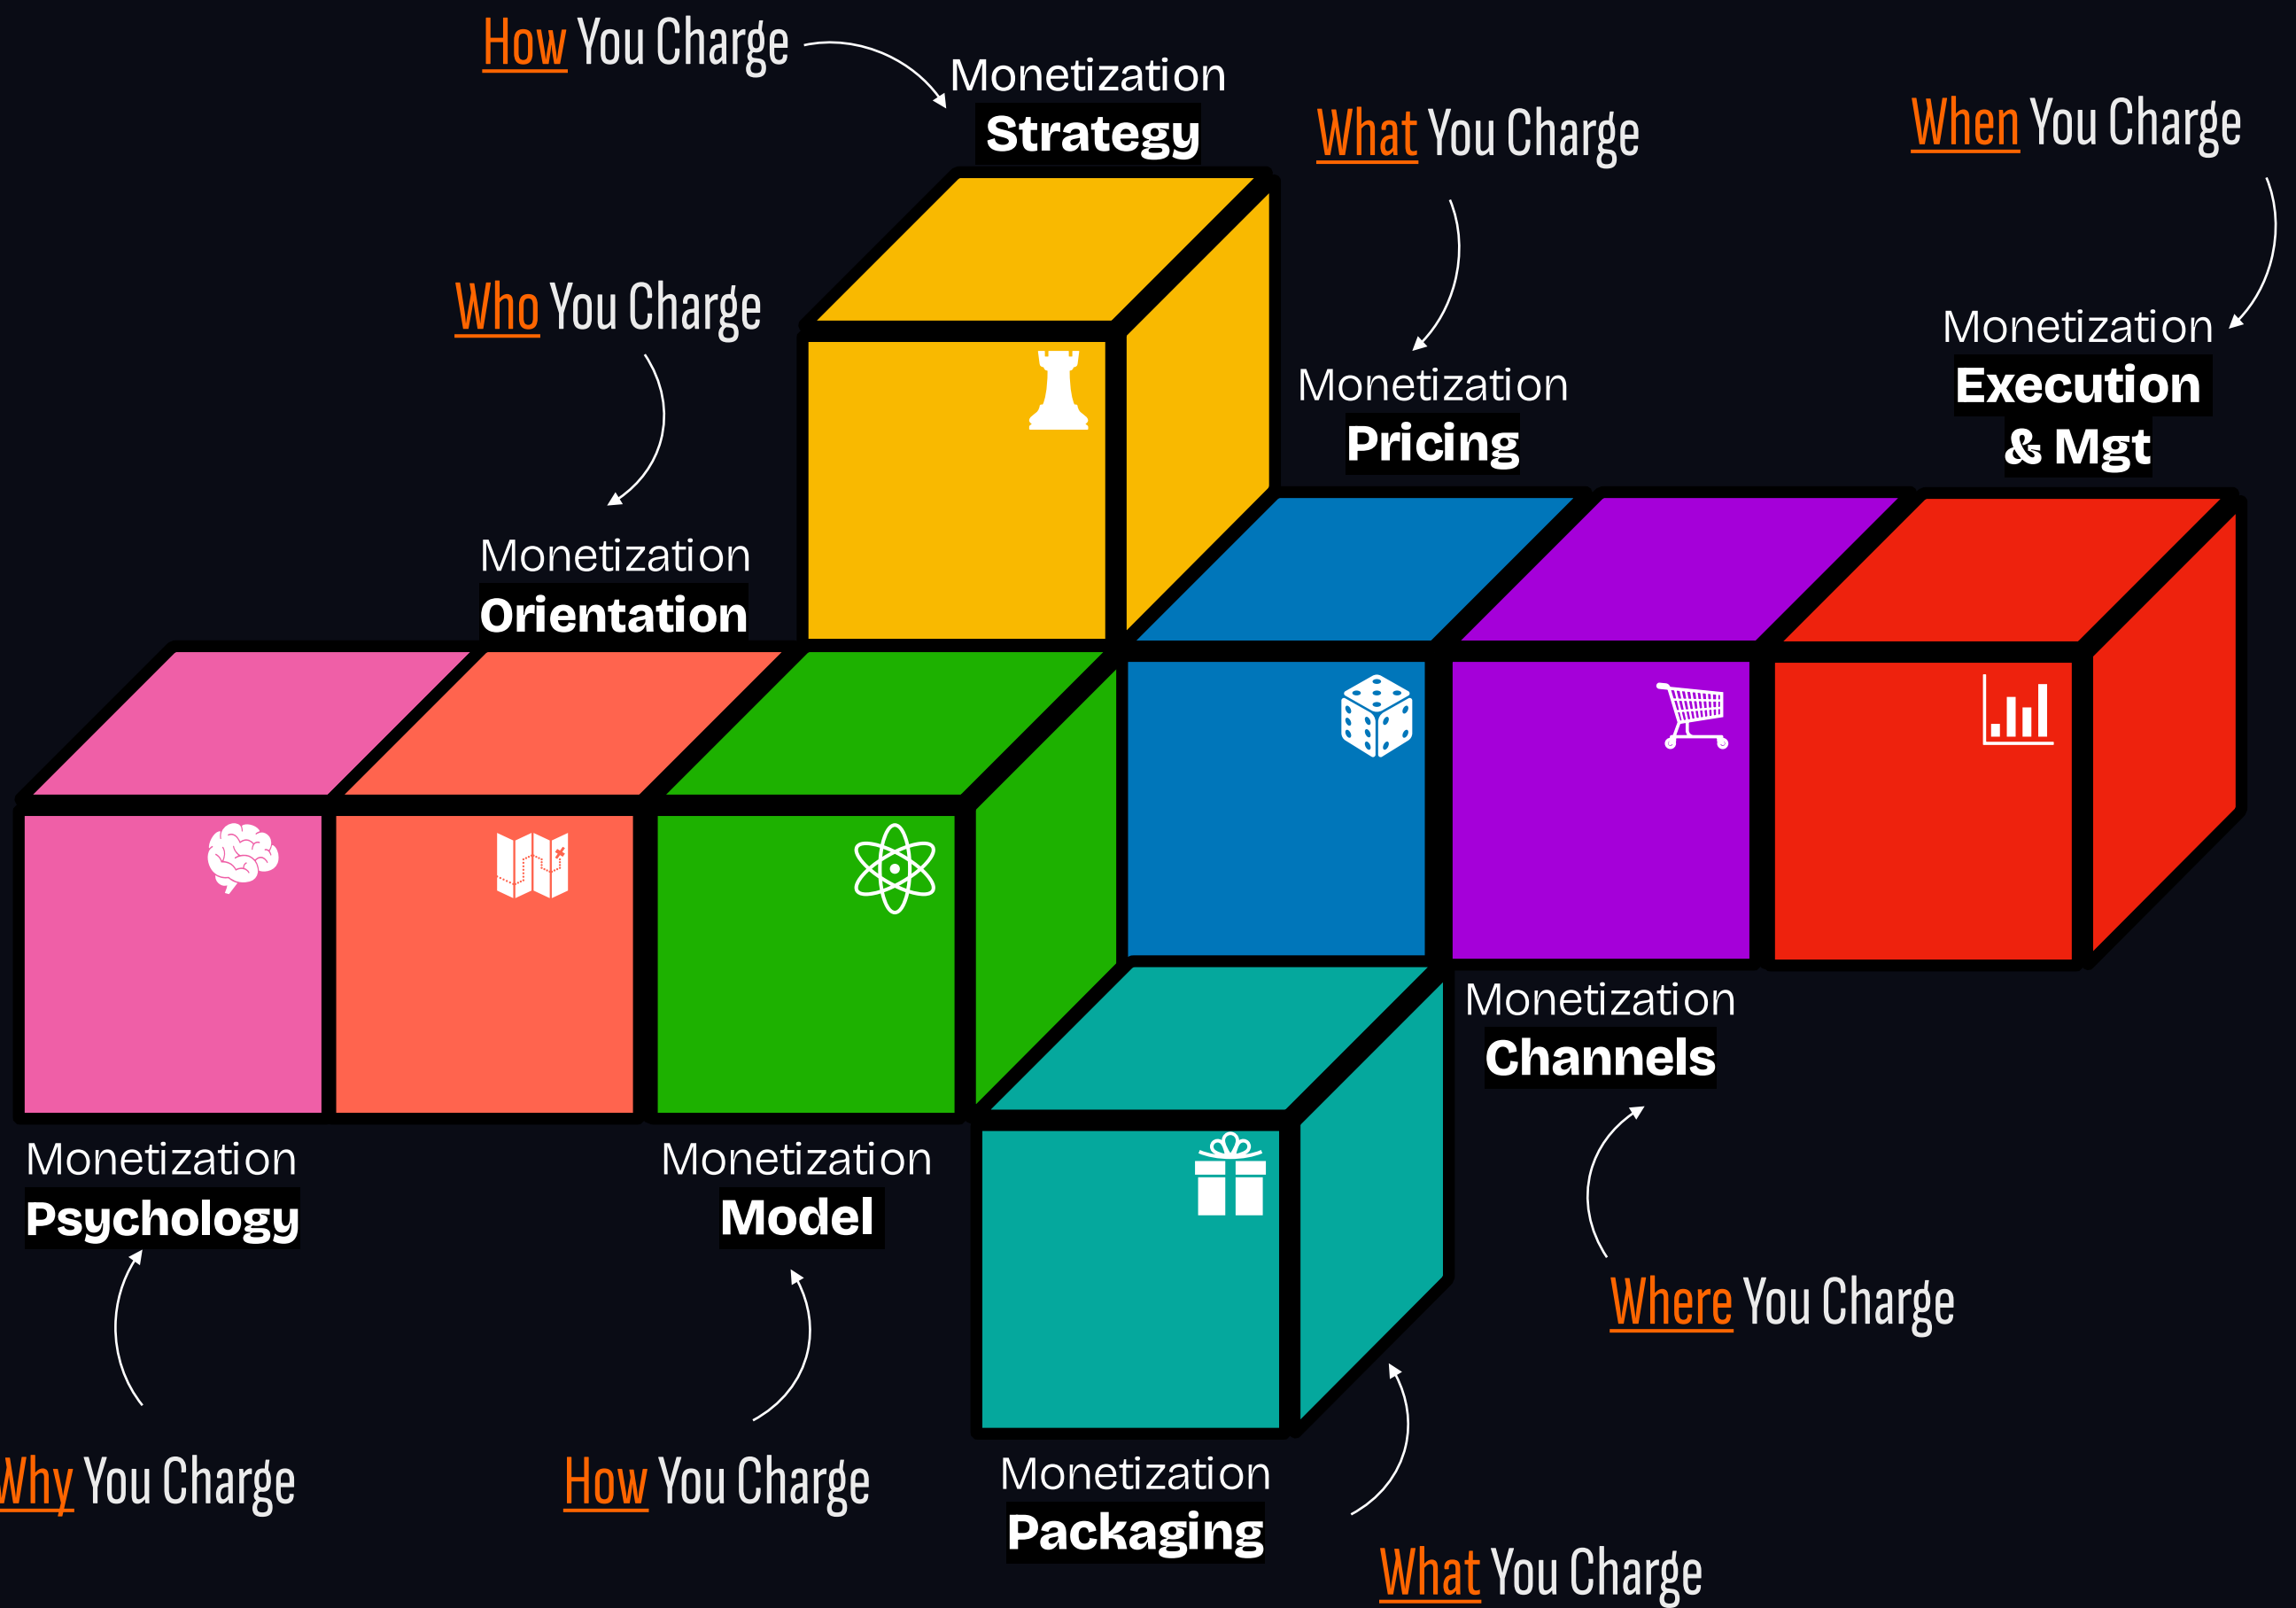 How You Charge
Monetization
Strategy
What You Charge
When You Charge
Who You Charge
Monetization
Execution
& Mgt
Monetization
Pricing
Monetization
Orientation
Monetization
Channels
Monetization
Psychology
Monetization
Model
Where You Charge
Why You Charge
How You Charge
Monetization
Packaging
What You Charge